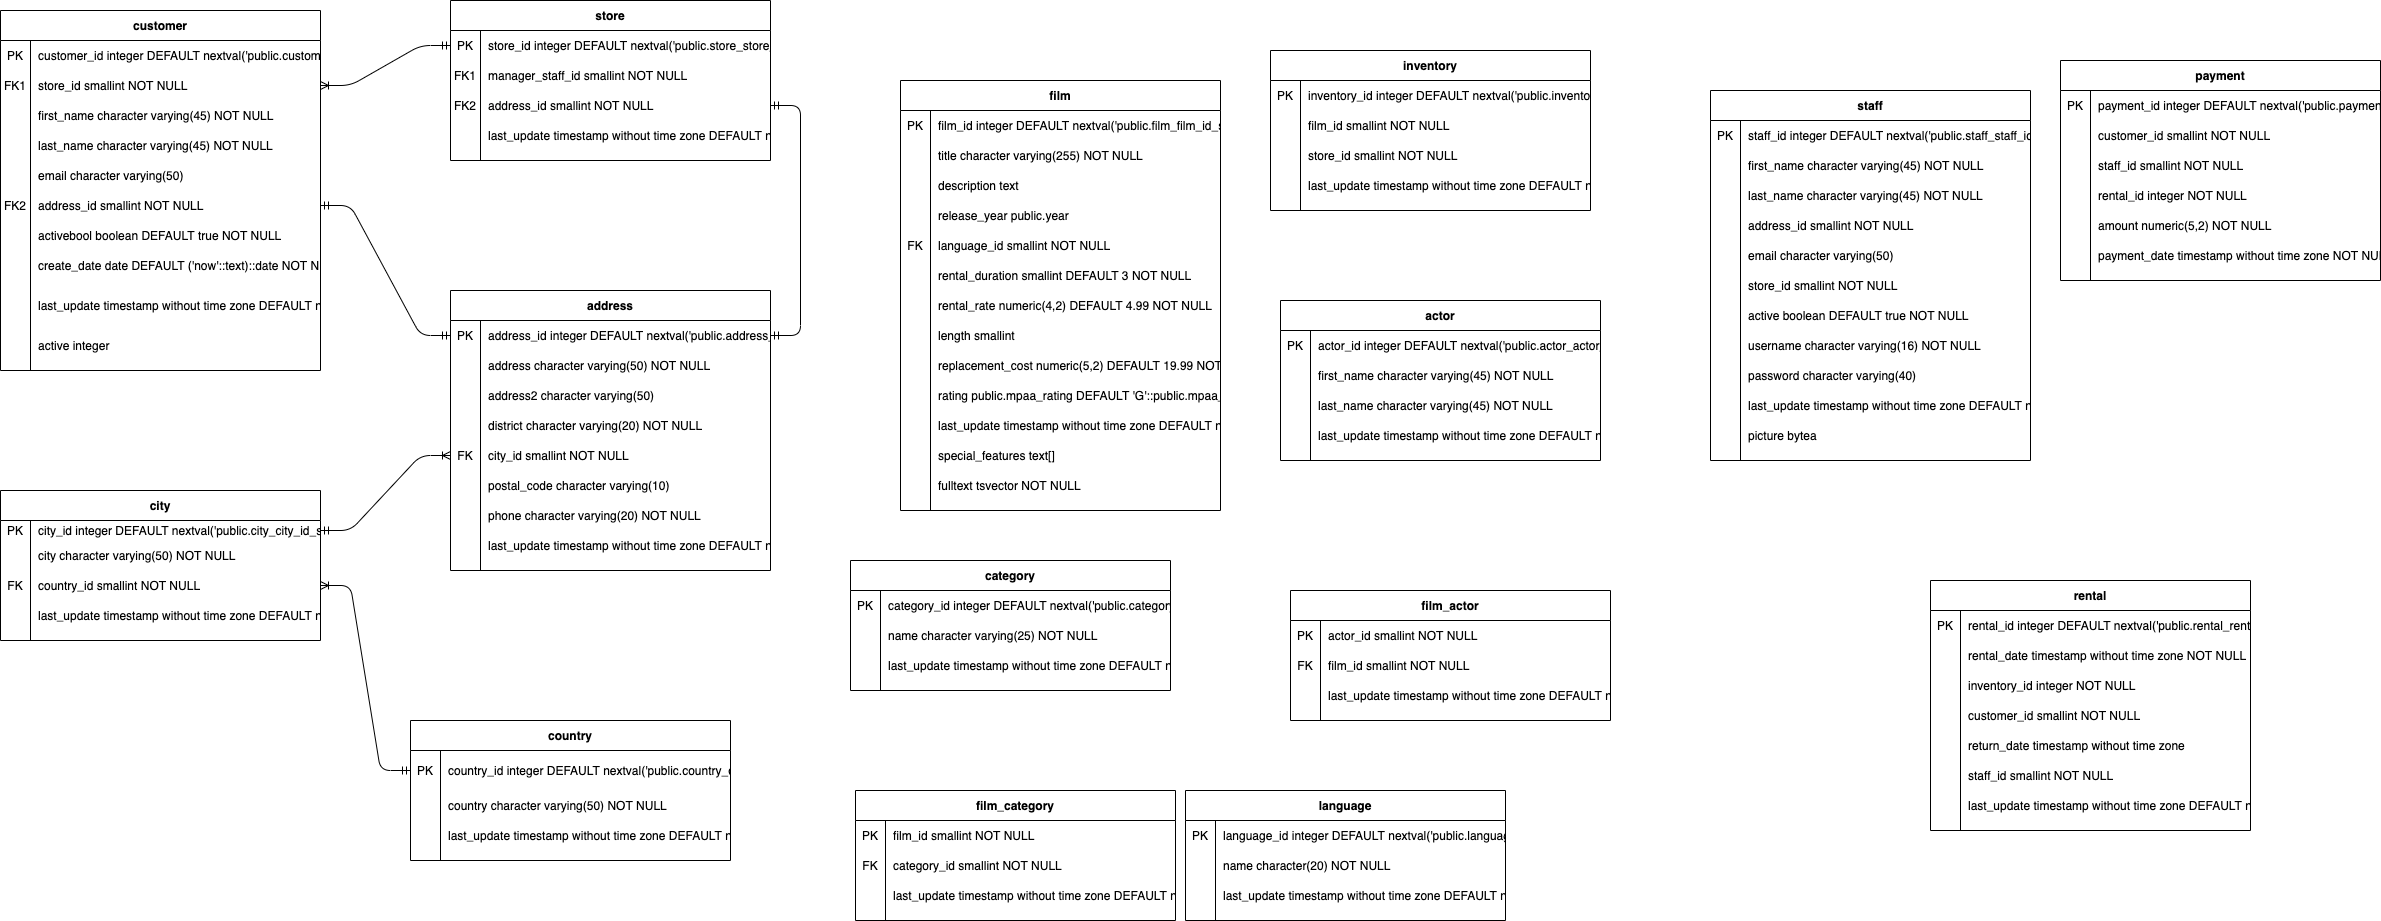 customer
PK customer_id integer DEFAULT nextval('public.custom
FK1 store_id smallint NOT NULL
first_name character varying(45) NOT NULL
last_name character varying(45) NOT NULL
email character varying(50)
FK2 address_id smallint NOT NULL
activebool boolean DEFAULT true NOT NULL
create_date date DEFAULT ('now'::text)::date NOT N
last_update timestamp without time zone DEFAULT n
active integer
store
PK store_id integer DEFAULT nextval('public.store_store
FK1 manager_staff_id smallint NOT NULL
FK2 address_id smallint NOT NULL
last_update timestamp without time zone DEFAULT n
address
PK address_id integer DEFAULT nextval('public.address_
address character varying(50) NOT NULL
address2 character varying(50)
district character varying(20) NOT NULL
FK city_id smallint NOT NULL
postal_code character varying(10)
phone character varying(20) NOT NULL
last_update timestamp without time zone DEFAULT n
city
PK city_id integer DEFAULT nextval('public.city_city_id_s
city character varying(50) NOT NULL
FK country_id smallint NOT NULL
last_update timestamp without time zone DEFAULT n
country
PK country_id integer DEFAULT nextval('public.country_c
country character varying(50) NOT NULL
last_update timestamp without time zone DEFAULT n
film
PK film_id integer DEFAULT nextval('public.film_film_id_s
title character varying(255) NOT NULL
description text
release_year public.year
FK language_id smallint NOT NULL
rental_duration smallint DEFAULT 3 NOT NULL
rental_rate numeric(4,2) DEFAULT 4.99 NOT NULL
length smallint
replacement_cost numeric(5,2) DEFAULT 19.99 NOT
rating public.mpaa_rating DEFAULT 'G'::public.mpaa_
last_update timestamp without time zone DEFAULT n
special_features text[]
fulltext tsvector NOT NULL
category
PK category_id integer DEFAULT nextval('public.categor
name character varying(25) NOT NULL
last_update timestamp without time zone DEFAULT n
film_category
PK film_id smallint NOT NULL
FK category_id smallint NOT NULL
last_update timestamp without time zone DEFAULT n
language
PK language_id integer DEFAULT nextval('public.languag
name character(20) NOT NULL
last_update timestamp without time zone DEFAULT n
inventory
PK inventory_id integer DEFAULT nextval('public.invento
film_id smallint NOT NULL
store_id smallint NOT NULL
last_update timestamp without time zone DEFAULT n
actor
PK actor_id integer DEFAULT nextval('public.actor_actor_
first_name character varying(45) NOT NULL
last_name character varying(45) NOT NULL
last_update timestamp without time zone DEFAULT n
film_actor
PK actor_id smallint NOT NULL
FK film_id smallint NOT NULL
last_update timestamp without time zone DEFAULT n
staff
PK staff_id integer DEFAULT nextval('public.staff_staff_id
first_name character varying(45) NOT NULL
last_name character varying(45) NOT NULL
address_id smallint NOT NULL
email character varying(50)
store_id smallint NOT NULL
active boolean DEFAULT true NOT NULL
username character varying(16) NOT NULL
password character varying(40)
last_update timestamp without time zone DEFAULT n
picture bytea
payment
PK payment_id integer DEFAULT nextval('public.paymen
customer_id smallint NOT NULL
staff_id smallint NOT NULL
rental_id integer NOT NULL
amount numeric(5,2) NOT NULL
payment_date timestamp without time zone NOT NUL
rental
PK rental_id integer DEFAULT nextval('public.rental_rent
rental_date timestamp without time zone NOT NULL
inventory_id integer NOT NULL
customer_id smallint NOT NULL
return_date timestamp without time zone
staff_id smallint NOT NULL
last_update timestamp without time zone DEFAULT n